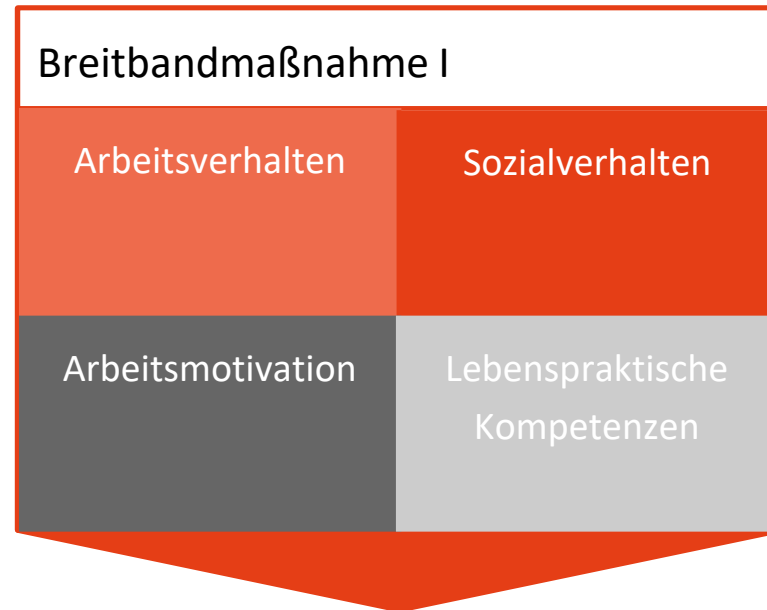 Breitbandmaßnahme I
Arbeitsverhalten
Sozialverhalten
Arbeitsmotivation
Lebenspraktische
Kompetenzen